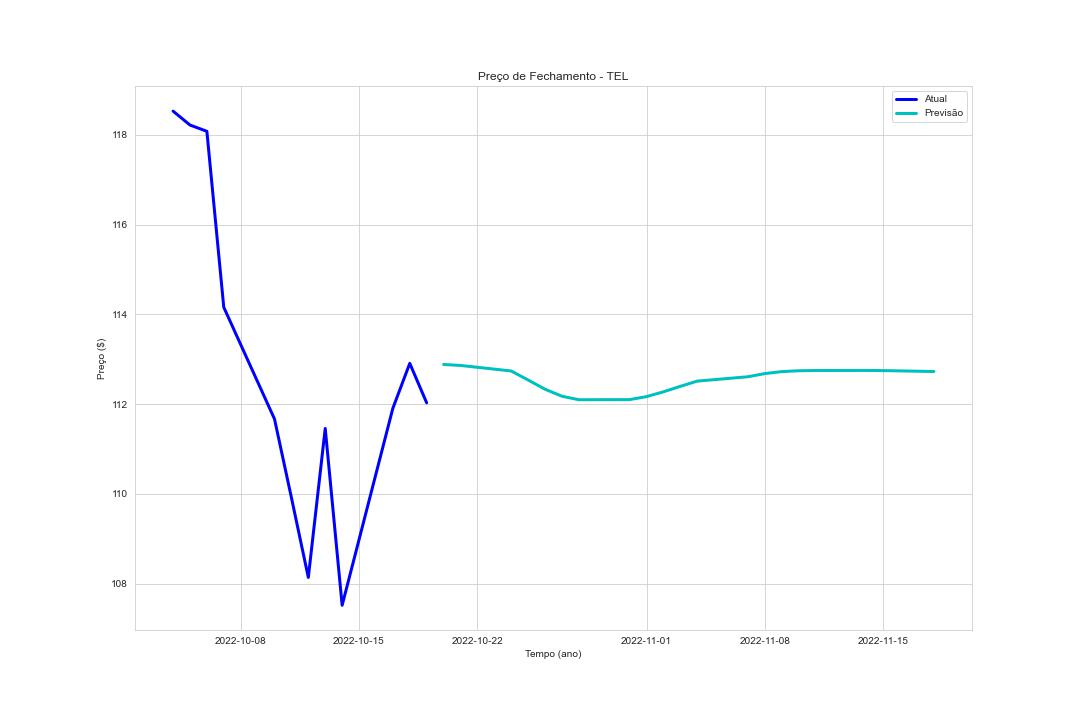 Preço de Fechamento - TEL
Atual
Previsão
118
116
114
112
110
108
Preço ($)
2022-10-08
2022-10-15
2022-10-22
2022-11-01
2022-11-08
2022-11-15
Tempo (ano)